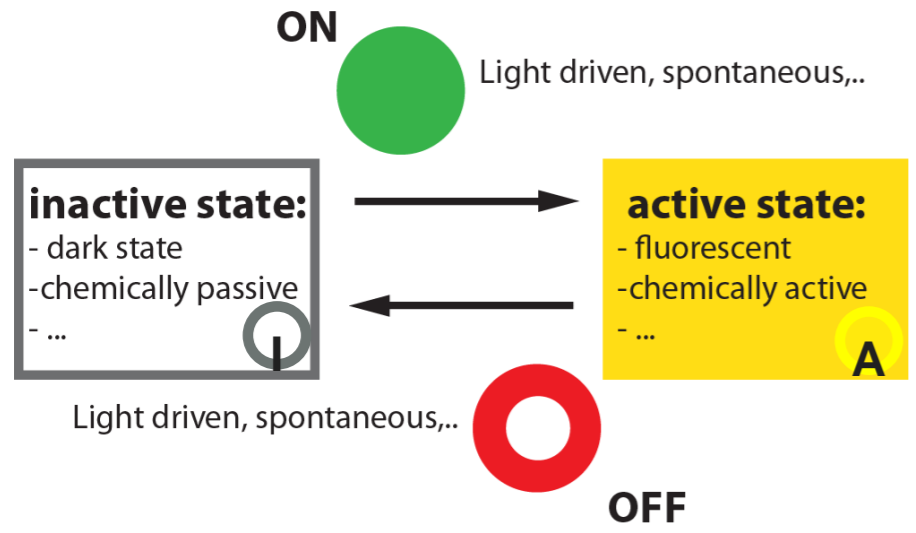 ON
Light driven, spontaneous,..
inactive state:
- dark state
-chemically passive
- ...
I
active state:
- fluorescent
-chemically active
- ...
A
Light driven, spontaneous,..
OFF